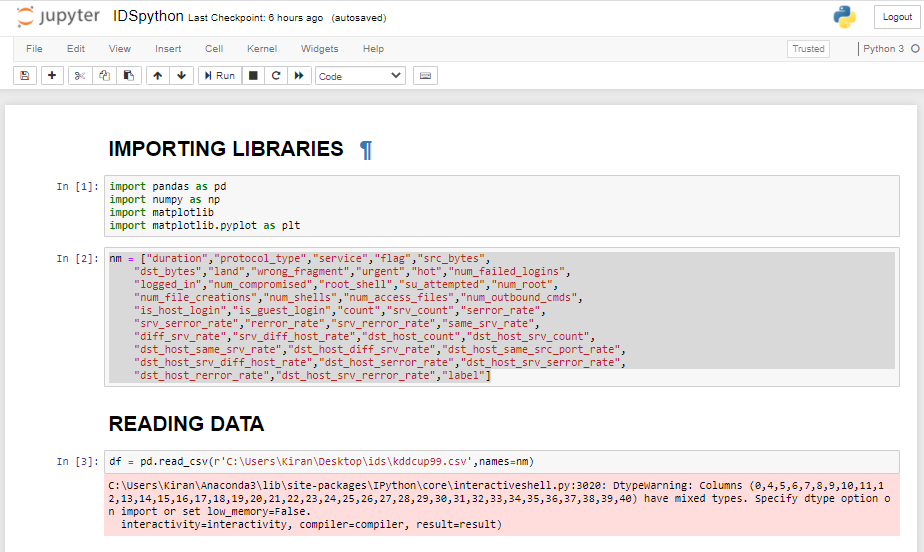 jupyter IDSpython Last Checkpoint: 6 hours ago (autosaved) Logout
File Edit View Insert Cell Kernel Widgets Help Trusted Python 3
Run Code
IMPORTING LIBRARIES ¶
In [1]: import pandas as pd
import numpy as np
import matplotlib
import matplotlib.pyplot as plt
In [2]: nm = ["duration","protocol_type","service","flag","src_bytes",
"dst_bytes","land","wrong_fragment","urgent","hot","num_failed_logins",
"logged_in","num_compromised","root_shell","su_attempted","num_root",
"num_file_creations","num_shells","num_access_files","num_outbound_cmds",
"is_host_login","is_guest_login","count","srv_count","serror_rate",
"srv_serror_rate","rerror_rate","srv_rerror_rate","same_srv_rate",
"diff_srv_rate","srv_diff_host_rate","dst_host_count","dst_host_srv_count",
"dst_host_same_srv_rate","dst_host_diff_srv_rate","dst_host_same_src_port_rate",
"dst_host_srv_diff_host_rate","dst_host_serror_rate","dst_host_srv_serror_rate",
"dst_host_rerror_rate","dst_host_srv_rerror_rate","label"]
READING DATA
In [3]: df = pd.read_csv(r'C:\Users\Kiran\Desktop\ids\kddcup99.csv',names=nm)
C:\Users\Kiran\Anaconda3\lib\site-packages\IPython\core\interactiveshell.py:3020: DtypeWarning: Columns (0,4,5,6,7,8,9,10,11,1
2,13,14,15,16,17,18,19,20,21,22,23,24,25,26,27,28,29,30,31,32,33,34,35,36,37,38,39,40) have mixed types. Specify dtype option o
n import or set low_memory=False.
interactivity=interactivity, compiler=compiler, result=result)